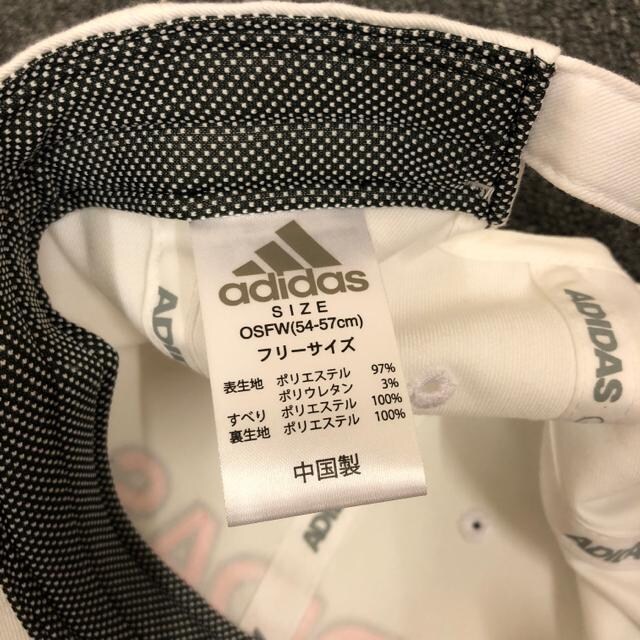 adidas
SIZE
OSFW(54-57cm)
フリーサイズ
表生地 ポリエステル 97%
ポリウレタン 3%
すべり ポリエステル 100%
裏生地 ポリエステル 100%
中国製
ADIDAS
ADIDAS
ADIDAS
ADIDAS